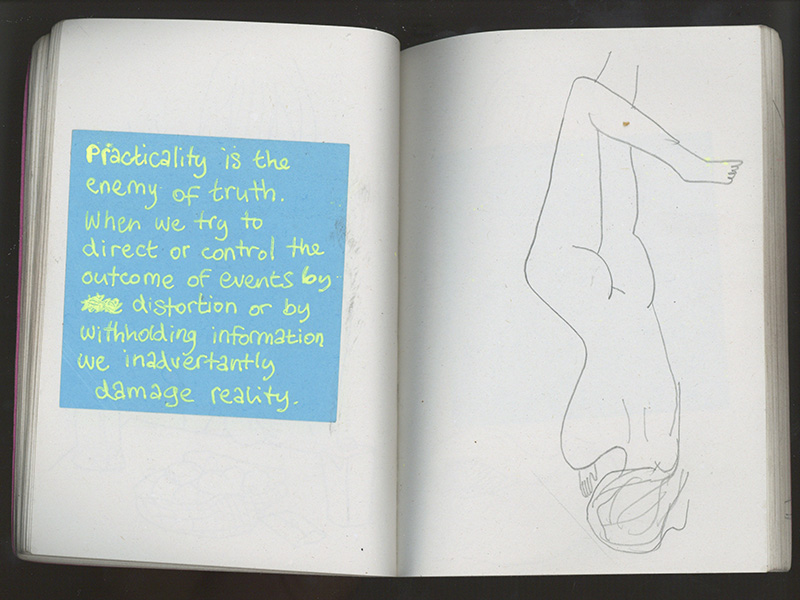 Practicality is the
enemy of truth.
When we try to
direct or control the
outcome of events by
distortion or by
withholding information
we inadvertantly
damage reality.